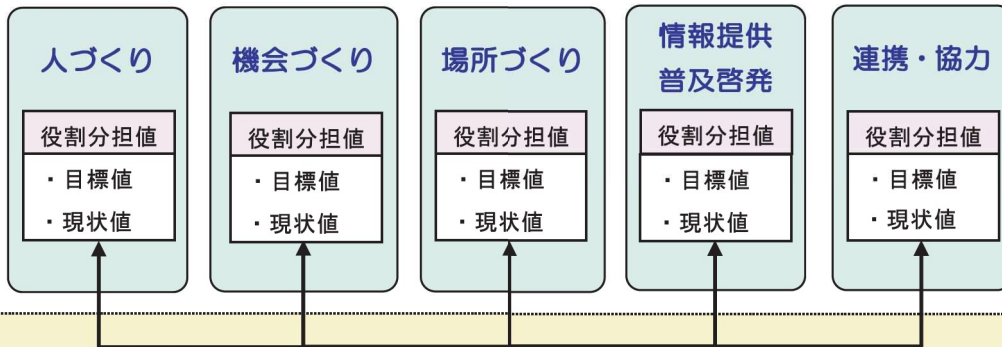 人づくり
役割分担値
・目標値
・現状値
機会づくり
役割分担値
・目標値
・現状値
場所づくり
役割分担値
・目標値
・現状値
情報提供
普及啓発
役割分担値
・目標値
・現状値
連携・協力
役割分担値
・目標値
・現状値